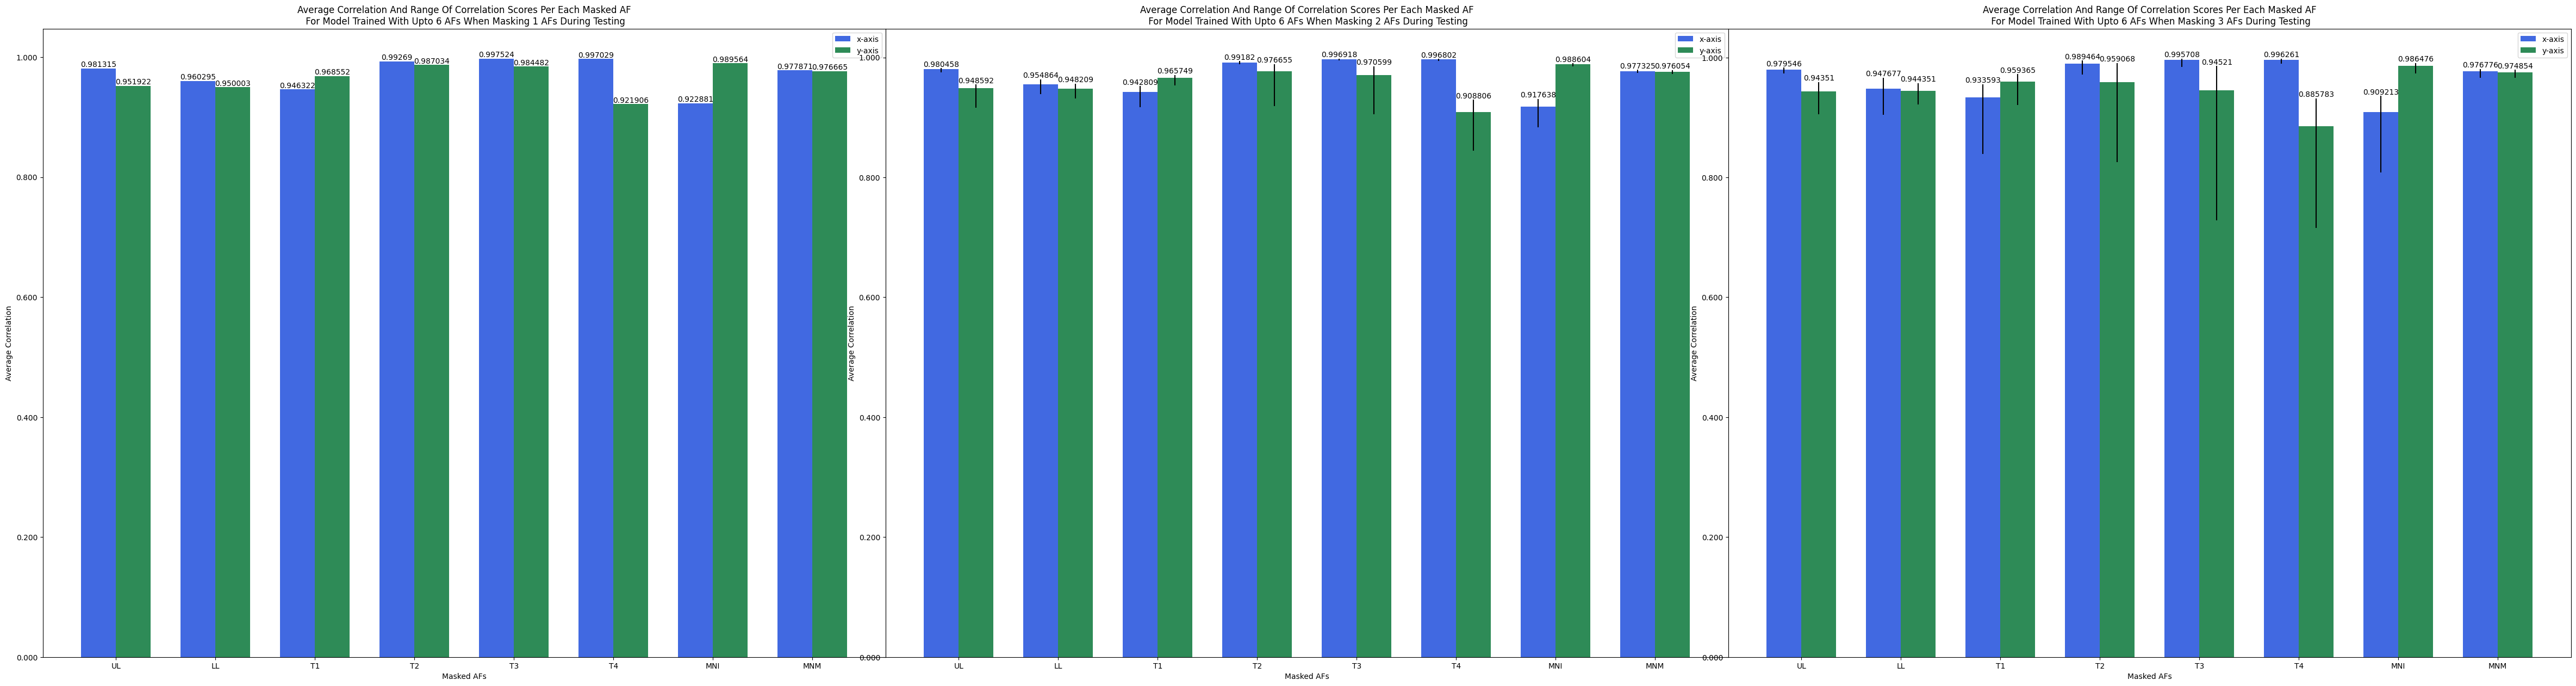 Average Correlation And Range Of Correlation Scores Per Each Masked AF
For Model Trained With Upto 6 AFs When Masking 1 AFs During Testing
x-axis
y-axis
1.000
0.800
0.600
0.400
0.200
0.000
Average Correlation
0.981315
0.951922
0.960295
0.950003
0.946322
0.968552
0.99269
0.987034
0.997524
0.984482
0.997029
0.921906
0.922881
0.989564
0.977871
0.976665
UL
LL
T1
T2
T3
T4
MNI
MNM
Masked AFs
Average Correlation And Range Of Correlation Scores Per Each Masked AF
For Model Trained With Upto 6 AFs When Masking 2 AFs During Testing
x-axis
y-axis
1.000
0.800
0.600
0.400
0.200
0.000
Average Correlation
0.980458
0.948592
0.954864
0.948209
0.942809
0.965749
0.99182
0.976655
0.996918
0.970599
0.996802
0.908806
0.917638
0.988604
0.977325
0.976054
UL
LL
T1
T2
T3
T4
MNI
MNM
Masked AFs
Average Correlation And Range Of Correlation Scores Per Each Masked AF
For Model Trained With Upto 6 AFs When Masking 3 AFs During Testing
x-axis
y-axis
1.000
0.800
0.600
0.400
0.200
0.000
Average Correlation
0.979546
0.94351
0.947677
0.944351
0.933593
0.959365
0.989464
0.959068
0.995708
0.94521
0.996261
0.885783
0.909213
0.986476
0.976776
0.974854
UL
LL
T1
T2
T3
T4
MNI
MNM
Masked AFs